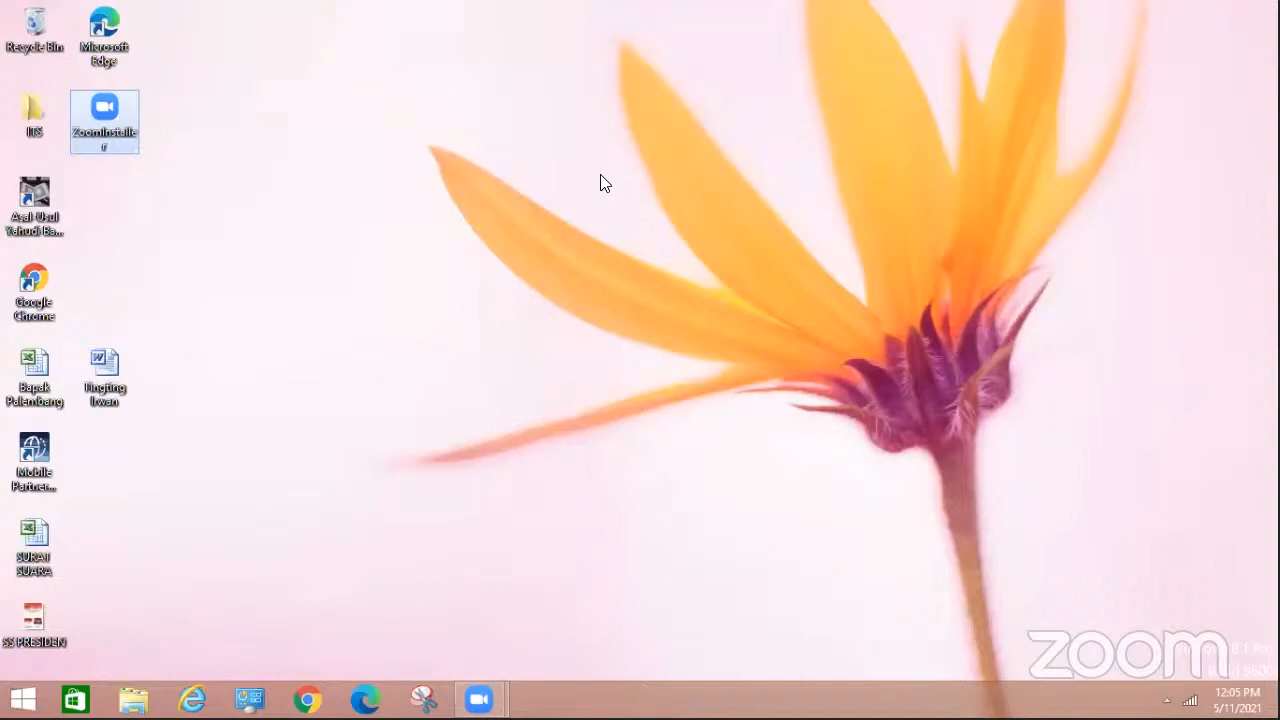 Recycle Bin
Microsoft
Edge
ITS
ZoomInstalle
r
Asal-Usul
Yahudi Ba...
Google
Chrome
Bapak
Palembang
Tingting
Irwan
Mobile
Partner...
SURAT
SUARA
SS PRESIDEN
zoom
12:05 PM
5/11/2021